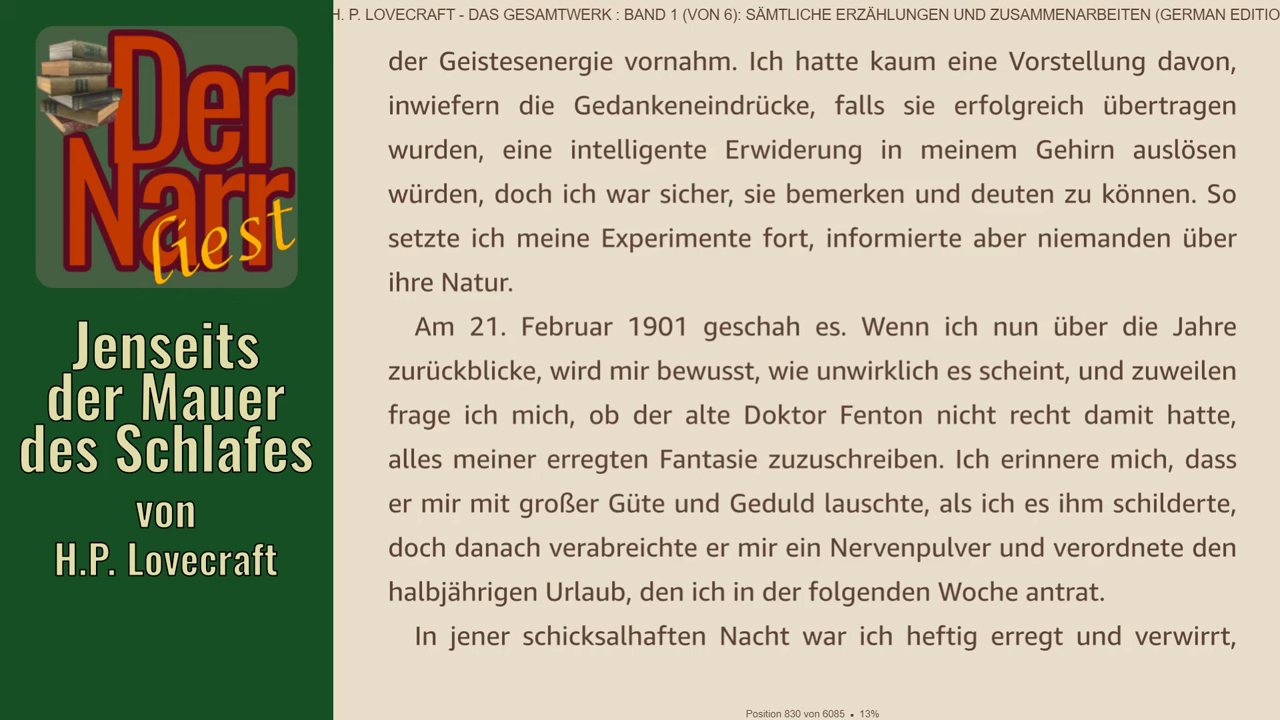 Der
Narr
liest
Jenseits
der Mauer
des Schlafes
von
H.P. Lovecraft
H. P. LOVECRAFT - DAS GESAMTWERK : BAND 1 (VON 6): SÄMTLICHE ERZÄHLUNGEN UND ZUSAMMENARBEITEN (GERMAN EDITIO
der Geistesenergie vornahm. Ich hatte kaum eine Vorstellung davon,
inwiefern die Gedankeneindrücke, falls sie erfolgreich übertragen
wurden, eine intelligente Erwiderung in meinem Gehirn auslösen
würden, doch ich war sicher, sie bemerken und deuten zu können. So
setzte ich meine Experimente fort, informierte aber niemanden über
ihre Natur.
Am 21. Februar 1901 geschah es. Wenn ich nun über die Jahre
zurückblicke, wird mir bewusst, wie unwirklich es scheint, und zuweilen
frage ich mich, ob der alte Doktor Fenton nicht recht damit hatte,
alles meiner erregten Fantasie zuzuschreiben. Ich erinnere mich, dass
er mir mit großer Güte und Geduld lauschte, als ich es ihm schilderte,
doch danach verabreichte er mir ein Nervenpulver und verordnete den
halbjährigen Urlaub, den ich in der folgenden Woche antrat.
In jener schicksalhaften Nacht war ich heftig erregt und verwirrt,
Position 830 von 6085 • 13%